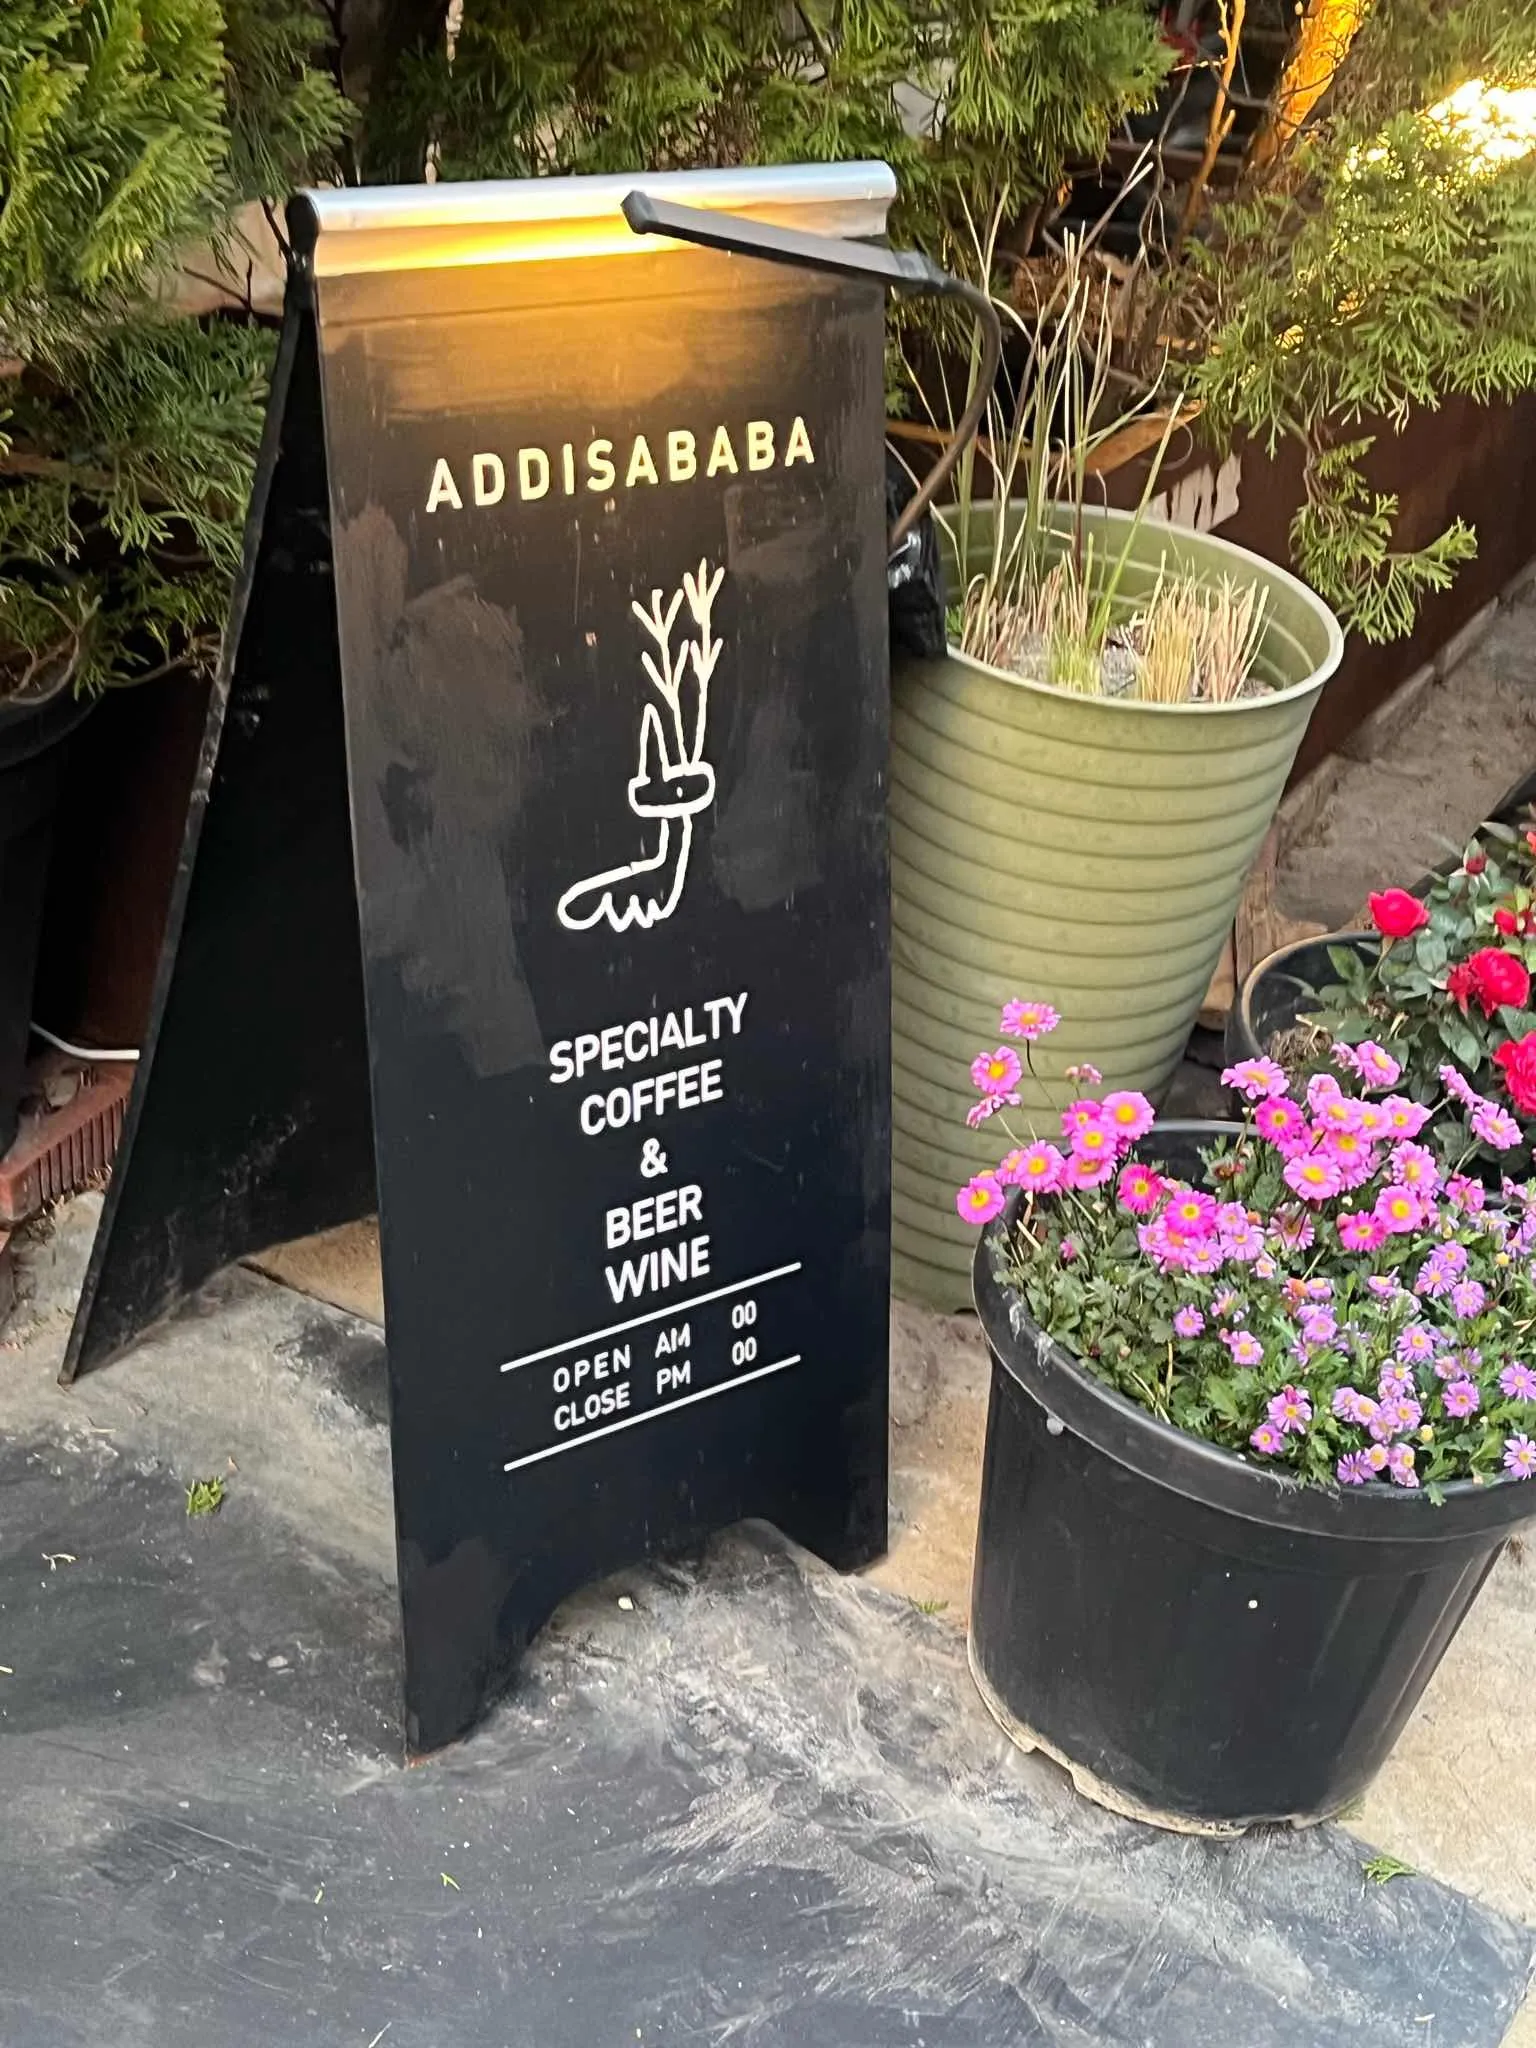 ADDISABABA
SPECIALTY
COFFEE
&
BEER
WINE
OPEN AM 00
CLOSE PM 00